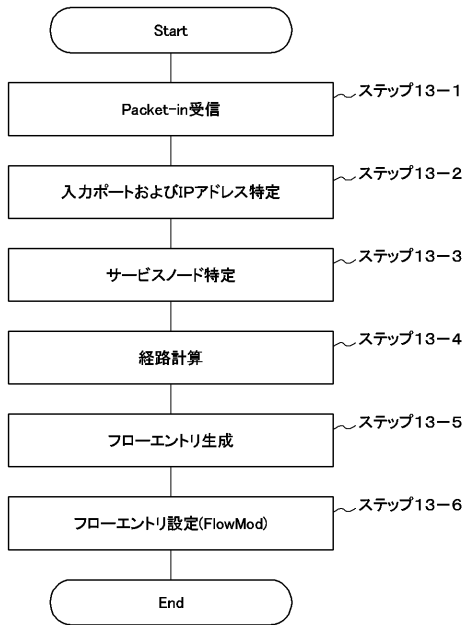 Start
ステップ13-1
Packet-in受信
ステップ13-2
入力ポートおよびIPアドレス特定
ステップ13-3
サービスノード特定
ステップ13-4
経路計算
ステップ13-5
フローエントリ生成
ステップ13-6
フローエントリ設定(FlowMod)
End